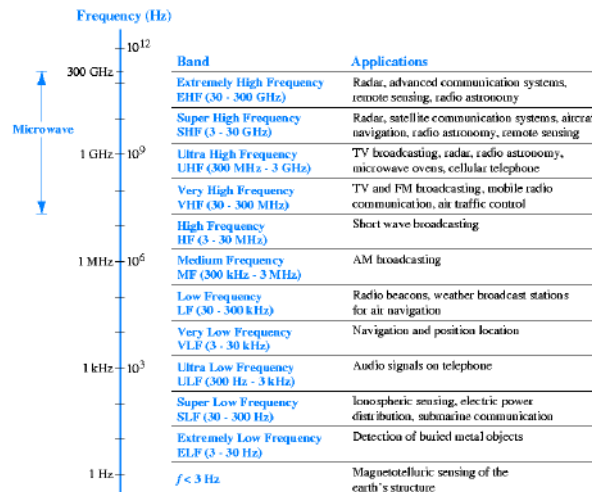 Frequency (Hz)
10^12
300 GHz
Microwave
1 GHz
10^9
1 MHz
10^6
1 kHz
10^3
1 Hz
Band Applications
Extremely High Frequency Radar, advanced communication systems,
EHF (30 - 300 GHz) remote sensing, radio astronomy
Super High Frequency Radar, satellite communication systems, aircra
SHF (3 - 30 GHz) navigation, radio astronomy, remote sensing
Ultra High Frequency TV broadcasting, radar, radio astronomy,
UHF (300 MHz - 3 GHz) microwave ovens, cellular telephone
Very High Frequency TV and FM broadcasting, mobile radio
VHF (30 - 300 MHz) communication, air traffic control
High Frequency Short wave broadcasting
HF (3 - 30 MHz)
Medium Frequency AM broadcasting
MF (300 kHz - 3 MHz)
Low Frequency Radio beacons, weather broadcast stations
LF (30 - 300 kHz) for air navigation
Very Low Frequency Navigation and position location
VLF (3 - 30 kHz)
Ultra Low Frequency Audio signals on telephone
ULF (300 Hz - 3 kHz)
Super Low Frequency Ionospheric sensing, electric power
SLF (30 - 300 Hz) distribution, submarine communication
Extremely Low Frequency Detection of buried metal objects
ELF (3 - 30 Hz)
f < 3 Hz Magnetotelluric sensing of the
earth's structure